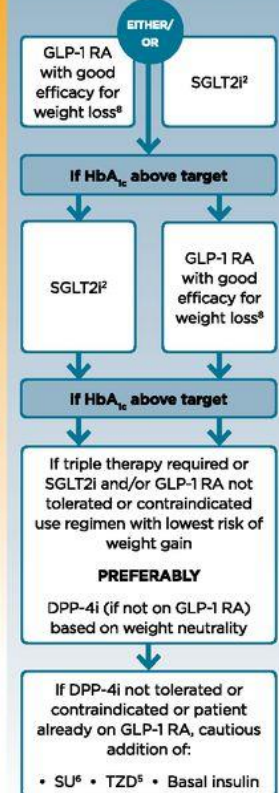 EITHER/
OR
GLP-1 RA
with good
efficacy for
weight loss⁸
SGLT2i²
If HbA₁c above target
SGLT2i²
GLP-1 RA
with good
efficacy for
weight loss⁸
If HbA₁c above target
If triple therapy required or
SGLT2i and/or GLP-1 RA not
tolerated or contraindicated
use regimen with lowest risk of
weight gain
PREFERABLY
DPP-4i (if not on GLP-1 RA)
based on weight neutrality
If DPP-4i not tolerated or
contraindicated or patient
already on GLP-1 RA, cautious
addition of:
• SU⁶ • TZD⁵ • Basal insulin